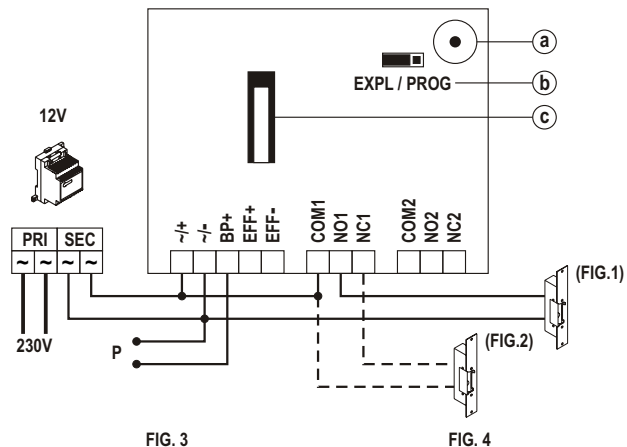 a
EXPL / PROG
b
c
12V
PRI SEC
~ ~ ~ ~
230V
~/+
~/-
BP+
EFF+
EFF-
COM1
NO1
NC1
COM2
NO2
NC2
(FIG.1)
P
(FIG.2)
FIG. 3
FIG. 4